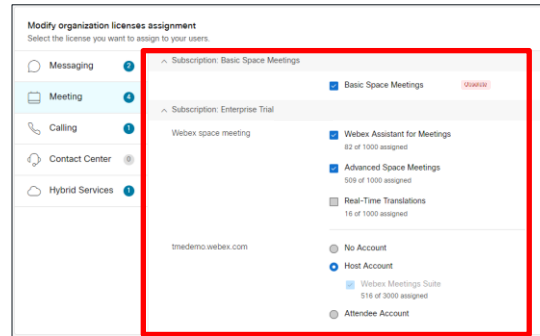 Modify organization licenses assignment
Select the license you want to assign to your users.
Messaging 2
Meeting 4
Calling 1
Contact Center 0
Hybrid Services 1
Subscription: Basic Space Meetings
Basic Space Meetings
Subscription: Enterprise Trial
Webex space meeting
Webex Assistant for Meetings
82 of 1000 assigned
Advanced Space Meetings
509 of 1000 assigned
Real-Time Translations
16 of 1000 assigned
tmedemo.webex.com
No Account
Host Account
Webex Meetings Suite
516 of 3000 assigned
Attendee Account